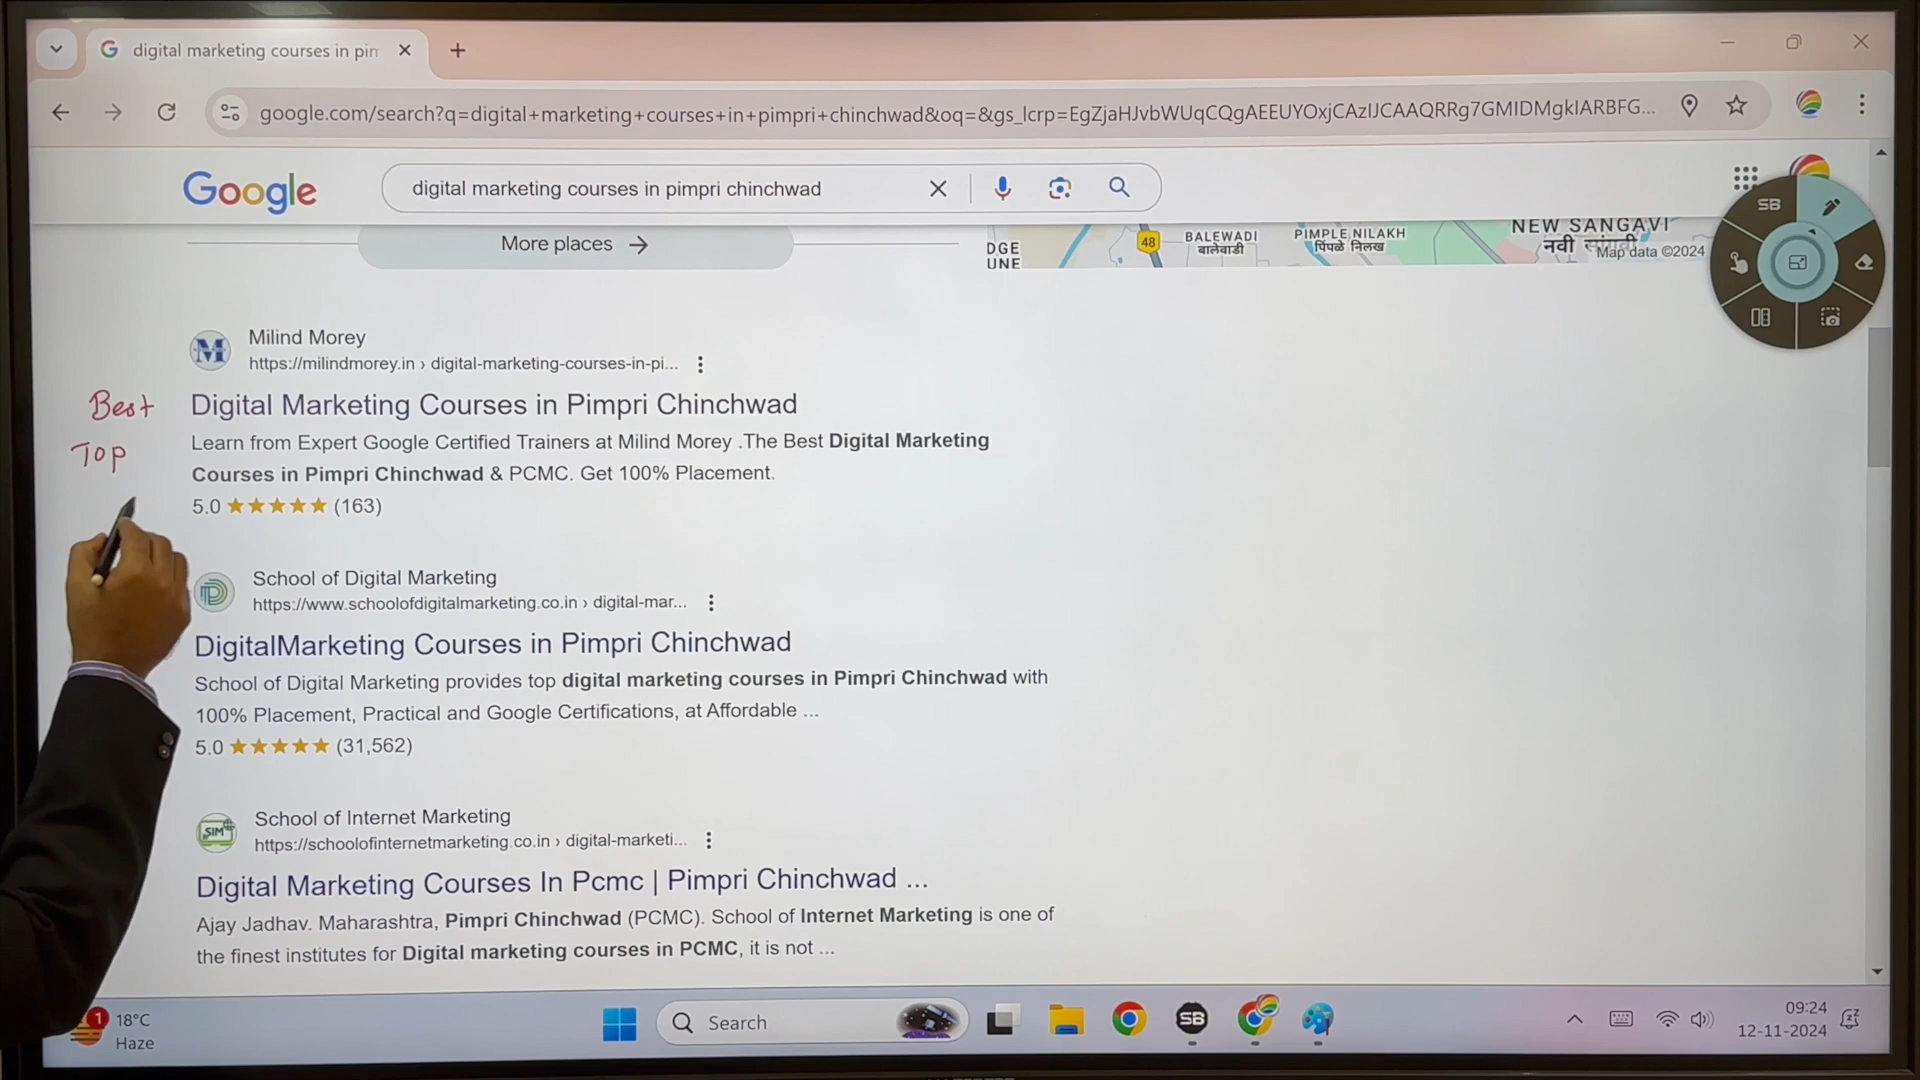 digital marketing courses in pin
google.com/search?q=digital+marketing+courses+in+pimpri+chinchwad&oq=&gs_lcrp=EgZjaHJvbWUqCQgAEEUYOxjCAzIJCAAQRRg7GMIDMgkIARBFG...
Google
digital marketing courses in pimpri chinchwad
SB
More places →
DGE
UNE
48
BALEWADI
बालेवाडी
PIMPLE NILAKH
पिंपळे निलख
NEW SANGAVI
नवी
Map data ©2024
Milind Morey
https://milindmorey.in › digital-marketing-courses-in-pi...
Best
Digital Marketing Courses in Pimpri Chinchwad
Top
Learn from Expert Google Certified Trainers at Milind Morey .The Best Digital Marketing
Courses in Pimpri Chinchwad & PCMC. Get 100% Placement.
5.0 ★★★★★ (163)
School of Digital Marketing
https://www.schoolofdigitalmarketing.co.in › digital-mar...
DigitalMarketing Courses in Pimpri Chinchwad
School of Digital Marketing provides top digital marketing courses in Pimpri Chinchwad with
100% Placement, Practical and Google Certifications, at Affordable ...
5.0 ★★★★★ (31,562)
SIM
School of Internet Marketing
https://schoolofinternetmarketing.co.in › digital-marketi...
Digital Marketing Courses In Pcmc | Pimpri Chinchwad ...
Ajay Jadhav. Maharashtra, Pimpri Chinchwad (PCMC). School of Internet Marketing is one of
the finest institutes for Digital marketing courses in PCMC, it is not ...
1
18°C
Haze
Search
SB
09:24
12-11-2024